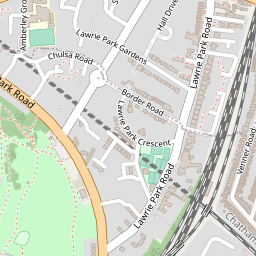 Amberley Gro
Lawrie Park Gardens
Hall Drive
Chulsa Road
Lawrie Park Road
Park Road
Border Road
Lawrie Park
Crescent
Venner Road
Lawrie Park Road
Chatham